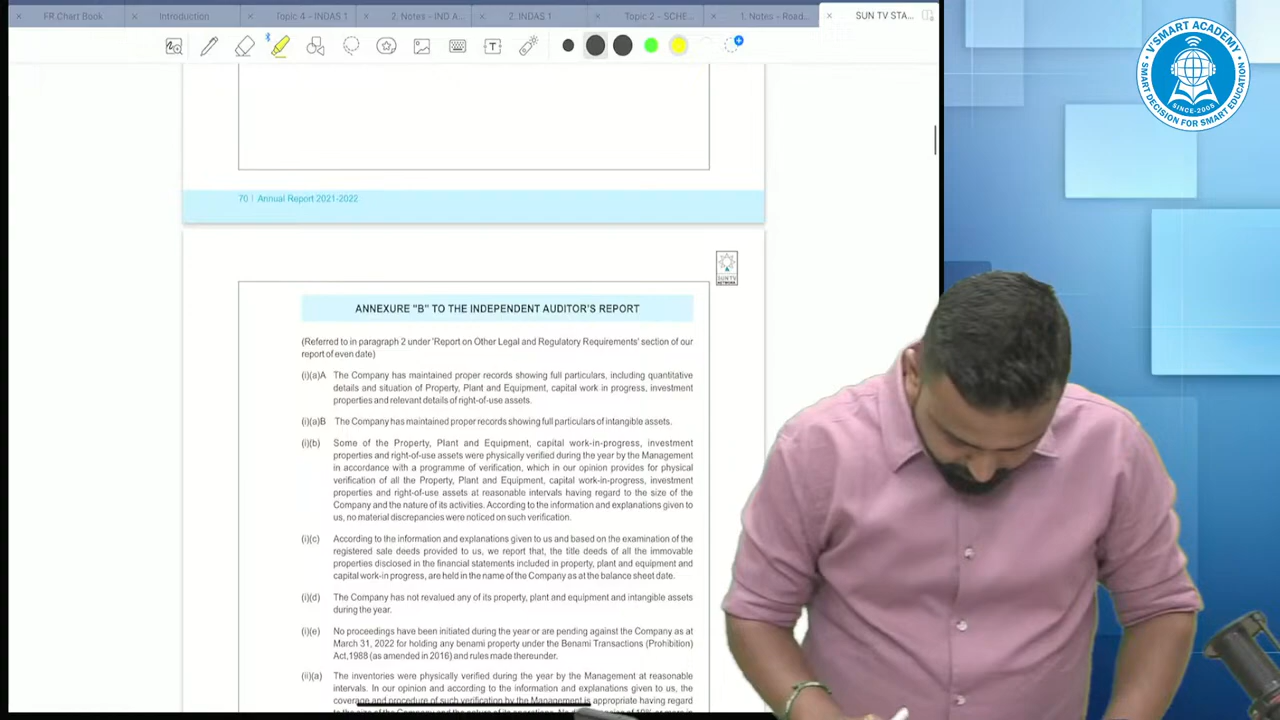 FR Chart Book
Introduction
Topic 4 - INDAS 1
2. Notes - IND A...
2. INDAS 1
Topic 2 - SCHE...
1. Notes - Road...
SUN TV STA...
V'SMART ACADEMY
SINCE-2005
SMART DECISION FOR SMART EDUCATION
70 | Annual Report 2021-2022
SUN TV
NETWORK
ANNEXURE "B" TO THE INDEPENDENT AUDITOR'S REPORT
(Referred to in paragraph 2 under 'Report on Other Legal and Regulatory Requirements' section of our
report of even date)
(i)(a)A The Company has maintained proper records showing full particulars, including quantitative
details and situation of Property, Plant and Equipment, capital work in progress, investment
properties and relevant details of right-of-use assets.
(i)(a)B The Company has maintained proper records showing full particulars of intangible assets.
(i)(b) Some of the Property, Plant and Equipment, capital work-in-progress, investment
properties and right-of-use assets were physically verified during the year by the Management
in accordance with a programme of verification, which in our opinion provides for physical
verification of all the Property, Plant and Equipment, capital work-in-progress, investment
properties and right-of-use assets at reasonable intervals having regard to the size of the
Company and the nature of its activities. According to the information and explanations given to
us, no material discrepancies were noticed on such verification.
(i)(c) According to the information and explanations given to us and based on the examination of the
registered sale deeds provided to us, we report that, the title deeds of all the immovable
properties disclosed in the financial statements included in property, plant and equipment and
capital work-in progress, are held in the name of the Company as at the balance sheet date.
(i)(d) The Company has not revalued any of its property, plant and equipment and intangible assets
during the year.
(i)(e) No proceedings have been initiated during the year or are pending against the Company as at
March 31, 2022 for holding any benami property under the Benami Transactions (Prohibition)
Act,1988 (as amended in 2016) and rules made thereunder.
(ii)(a) The inventories were physically verified during the year by the Management at reasonable
intervals. In our opinion and according to the information and explanations given to us, the
coverage and procedure of such verification by the Management is appropriate having regard